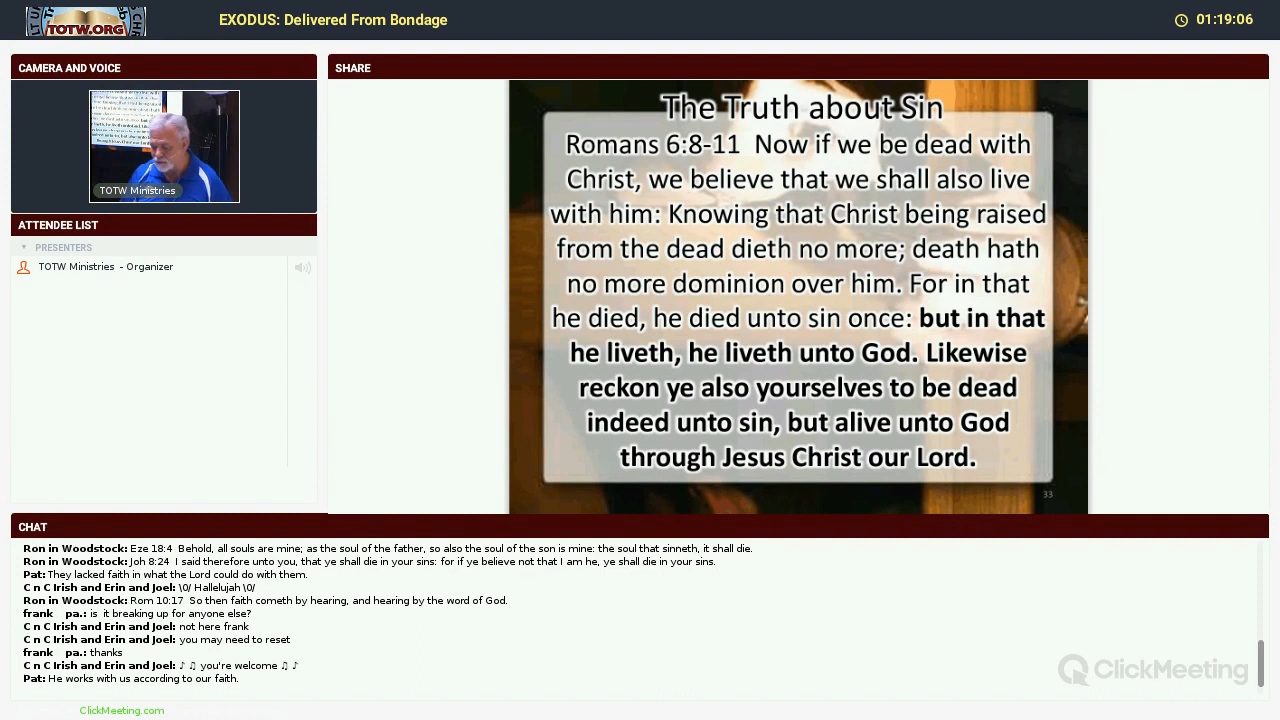 TOTW.ORG
EXODUS: Delivered From Bondage
01:19:06
CAMERA AND VOICE
TOTW Ministries
ATTENDEE LIST
PRESENTERS
TOTW Ministries - Organizer
SHARE
The Truth about Sin
Romans 6:8-11 Now if we be dead with
Christ, we believe that we shall also live
with him: Knowing that Christ being raised
from the dead dieth no more; death hath
no more dominion over him. For in that
he died, he died unto sin once: but in that
he liveth, he liveth unto God. Likewise
reckon ye also yourselves to be dead
indeed unto sin, but alive unto God
through Jesus Christ our Lord.
33
CHAT
Ron in Woodstock: Eze 18:4 Behold, all souls are mine; as the soul of the father, so also the soul of the son is mine: the soul that sinneth, it shall die.
Ron in Woodstock: Joh 8:24 I said therefore unto you, that ye shall die in your sins: for if ye believe not that I am he, ye shall die in your sins.
Pat: They lacked faith in what the Lord could do with them.
C n C Irish and Erin and Joel: \0/ Hallelujah \0/
Ron in Woodstock: Rom 10:17 So then faith cometh by hearing, and hearing by the word of God.
frank pa.: is it breaking up for anyone else?
C n C Irish and Erin and Joel: not here frank
C n C Irish and Erin and Joel: you may need to reset
frank pa.: thanks
C n C Irish and Erin and Joel: ♪ ♫ you're welcome ♫ ♪
Pat: He works with us according to our faith.
ClickMeeting
ClickMeeting.com